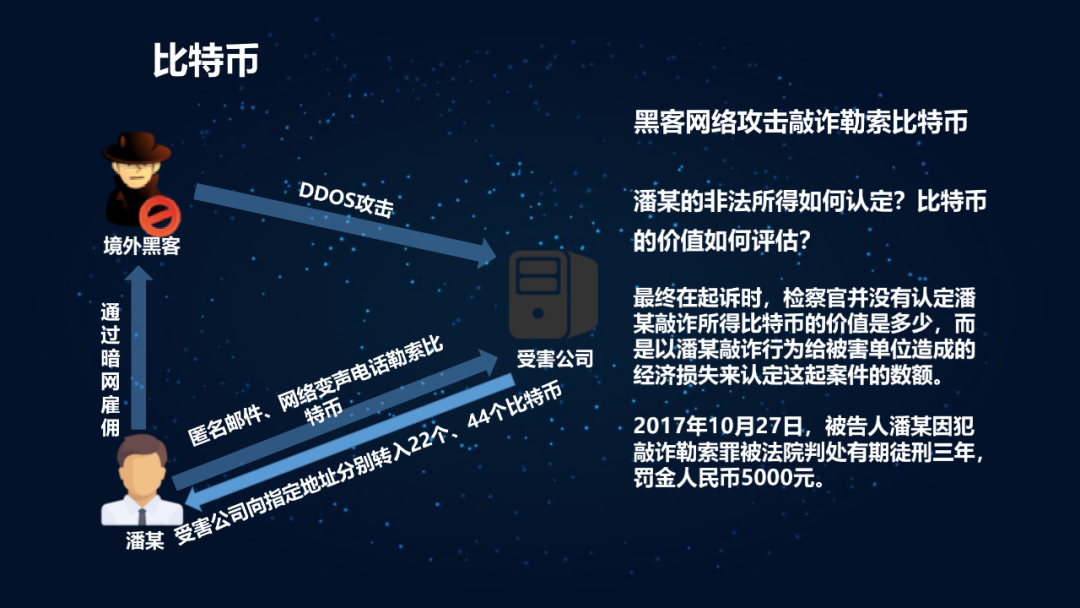 比特币
黑客网络攻击敲诈勒索比特币
DDOS攻击
潘某的非法所得如何认定？比特币
的价值如何评估？
境外黑客
最终在起诉时，检察官并没有认定潘
某敲诈所得比特币的价值是多少，而
是以潘某敲诈行为给被害单位造成的
经济损失来认定这起案件的数额。
通过暗网雇佣
受害公司
匿名邮件、网络变声电话勒索比
特币
受害公司向指定地址分别转入22个、44个比特币
2017年10月27日，被告人潘某因犯
敲诈勒索罪被法院判处有期徒刑三年，
罚金人民币5000元。
潘某